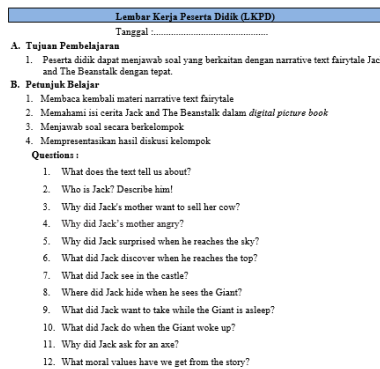 Lembar Kerja Peserta Didik (LKPD)
Tanggal :................................................
A. Tujuan Pembelajaran
1. Peserta didik dapat menjawab soal yang berkaitan dengan narrative text fairytale Jac
and The Beanstalk dengan tepat.
B. Petunjuk Belajar
1. Membaca kembali materi narrative text fairytale
2. Memahami isi cerita Jack and The Beanstalk dalam digital picture book
3. Menjawab soal secara berkelompok
4. Mempresentasikan hasil diskusi kelompok
Questions :
1. What does the text tell us about?
2. Who is Jack? Describe him!
3. Why did Jack's mother want to sell her cow?
4. Why did Jack's mother angry?
5. Why did Jack surprised when he reaches the sky?
6. What did Jack discover when he reaches the top?
7. What did Jack see in the castle?
8. Where did Jack hide when he sees the Giant?
9. What did Jack want to take while the Giant is asleep?
10. What did Jack do when the Giant woke up?
11. Why did Jack ask for an axe?
12. What moral values have we get from the story?